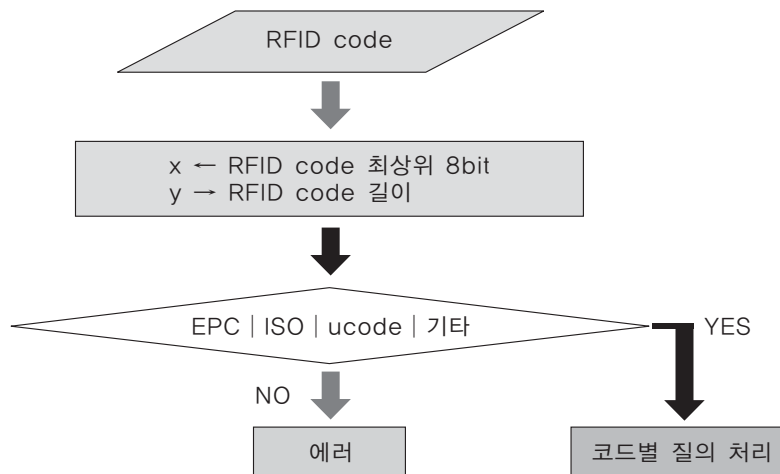 RFID code
x ← RFID code 최상위 8bit
y → RFID code 길이
EPC | ISO | ucode | 기타
YES
NO
에러
코드별 질의 처리